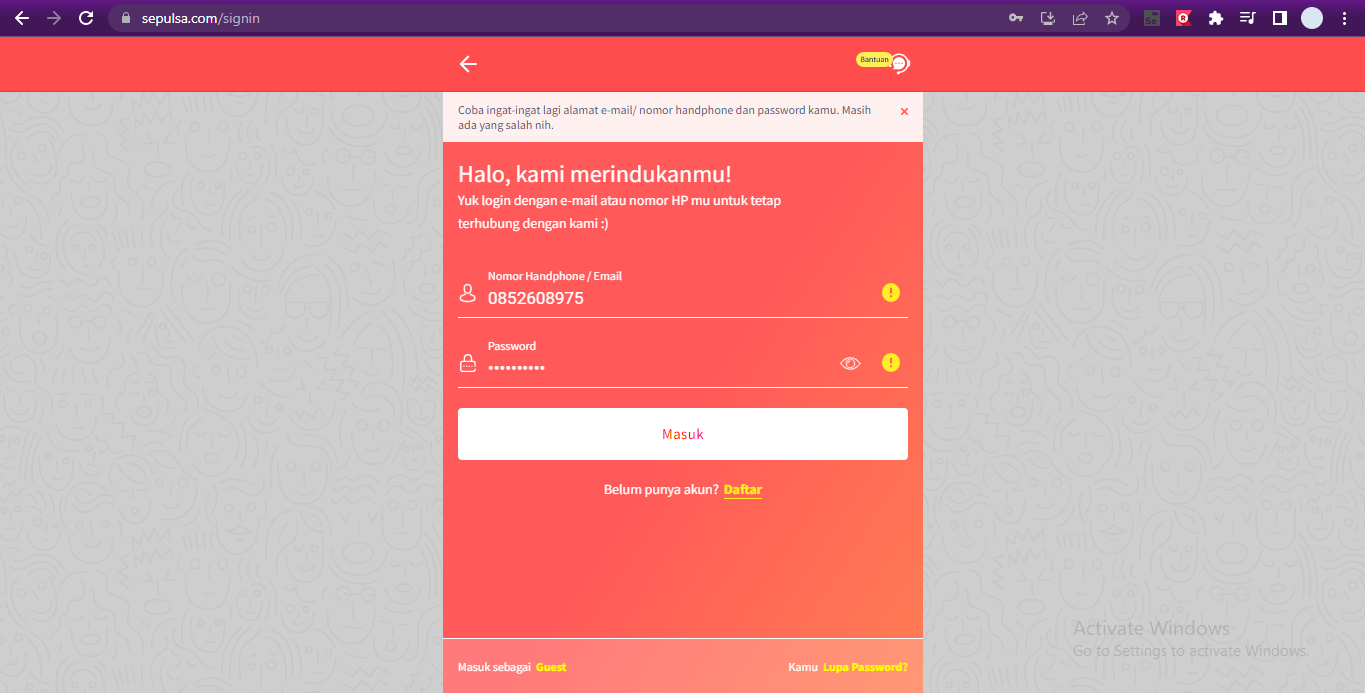 sepulsa.com/signin
Se
R
Bantuan
Coba ingat-ingat lagi alamat e-mail/ nomor handphone dan password kamu. Masih
ada yang salah nih.
Halo, kami merindukanmu!
Yuk login dengan e-mail atau nomor HP mu untuk tetap
terhubung dengan kami :)
Nomor Handphone / Email
0852608975
!
Password
••••••••••
!
Masuk
Belum punya akun? Daftar
Activate Windows
Go to Settings to activate Windows.
Masuk sebagai Guest
Kamu Lupa Password?